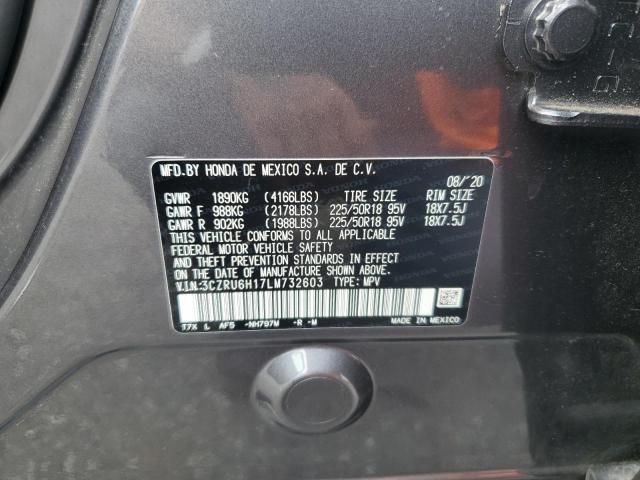 MFD.BY HONDA DE MEXICO S.A. DE C.V. 08/'20
GVWR 1890KG (4166LBS) TIRE SIZE RIM SIZE
GAWR F 988KG (2178LBS) 225/50R18 95V 18X7.5J
GAWR R 902KG (1988LBS) 225/50R18 95V 18X7.5J
THIS VEHICLE CONFORMS TO ALL APPLICABLE
FEDERAL MOTOR VEHICLE SAFETY
AND THEFT PREVENTION STANDARDS IN EFFECT
ON THE DATE OF MANUFACTURE SHOWN ABOVE.
V.I.N:3CZRU6H17LM732603 TYPE: MPV
T7X L AF5 -NH797M -R -M MADE IN MEXICO